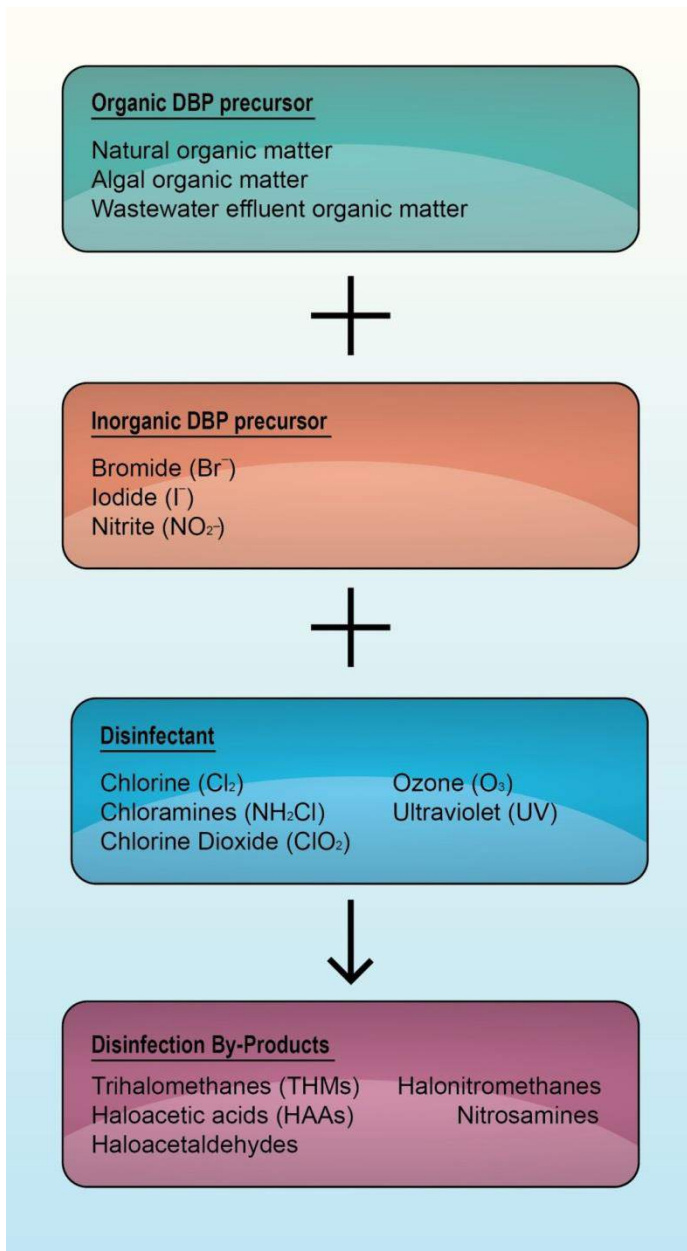 Organic DBP precursor
Natural organic matter
Algal organic matter
Wastewater effluent organic matter
Inorganic DBP precursor
Bromide (Br⁻)
Iodide (I⁻)
Nitrite (NO₂⁻)
Disinfectant
Chlorine (Cl₂) Ozone (O₃)
Chloramines (NH₂Cl) Ultraviolet (UV)
Chlorine Dioxide (ClO₂)
Disinfection By-Products
Trihalomethanes (THMs) Halonitromethanes
Haloacetic acids (HAAs) Nitrosamines
Haloacetaldehydes